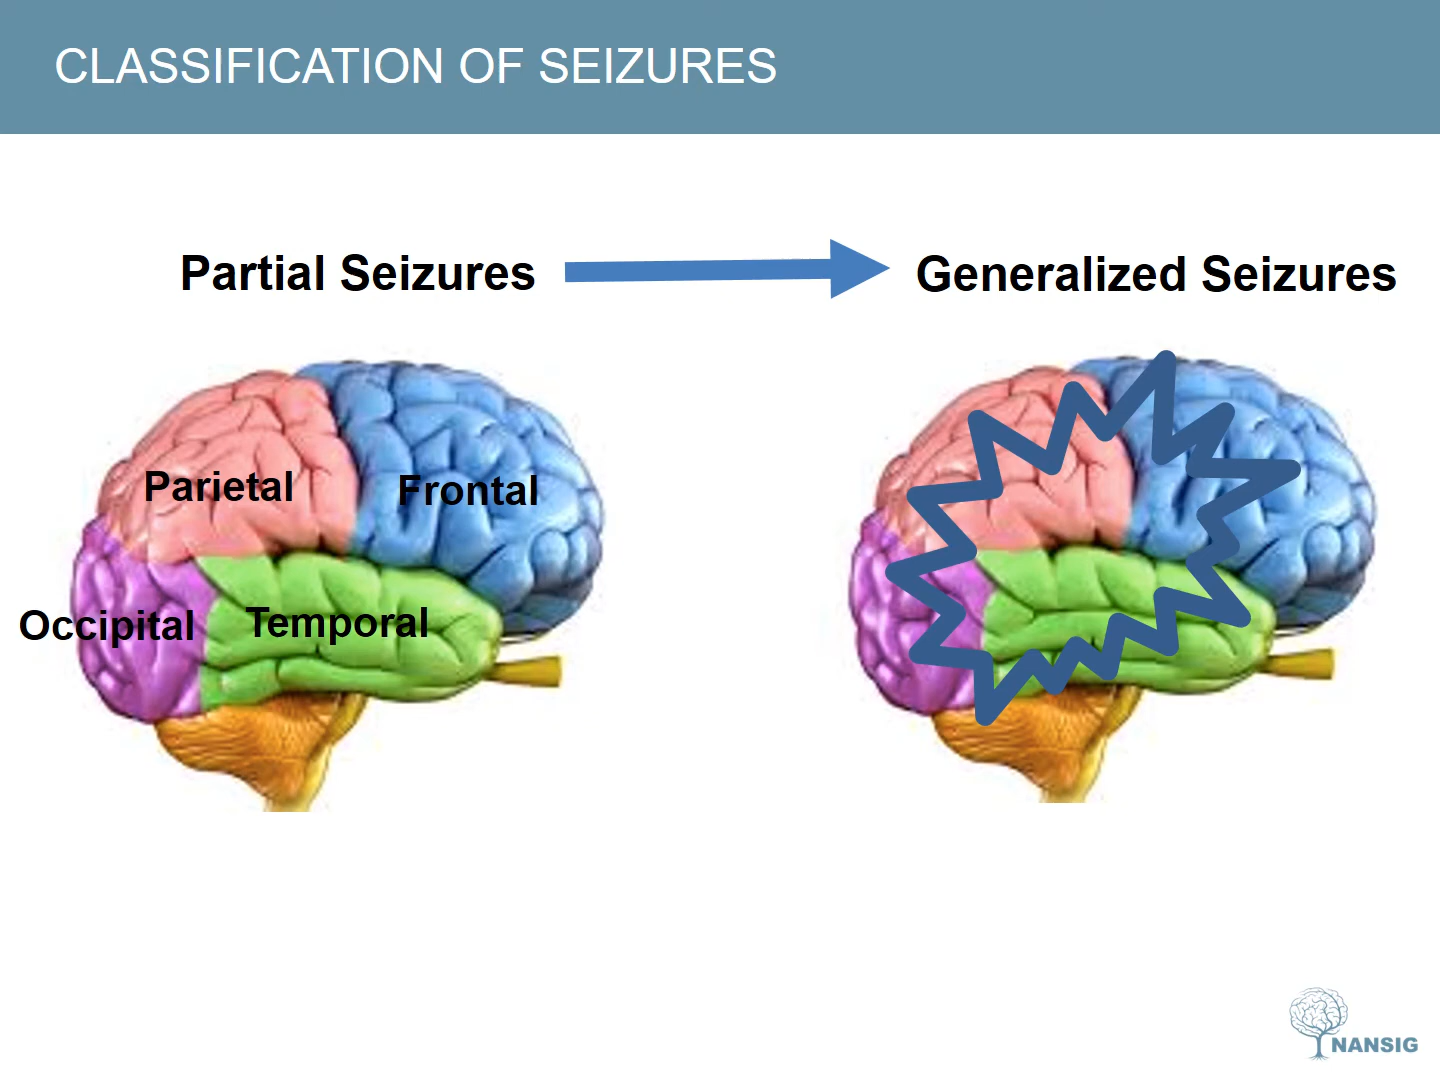 CLASSIFICATION OF SEIZURES
Partial Seizures
Generalized Seizures
Parietal
Frontal
Occipital
Temporal
NANSIG